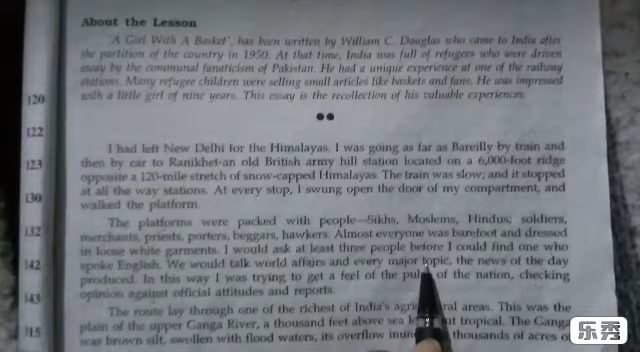 About the Lesson
'A Girl With A Basket', has been written by William C. Douglas who came to India after
the partition of the country in 1950. At that time, India was full of refugees who were driven
away by the communal fanaticism of Pakistan. He had a unique experience at one of the railway
stations. Many refugee children were selling small articles like baskets and fans. He was impressed
with a little girl of nine years. This essay is the recollection of his valuable experiences.
120
122
123
130
132
142
143
315
I had left New Delhi for the Himalayas. I was going as far as Bareilly by train and
then by car to Ranikhet-an old British army hill station located on a 6,000-foot ridge
opposite a 120-mile stretch of snow-capped Himalayas. The train was slow; and it stopped
at all the way stations. At every stop, I swung open the door of my compartment, and
walked the platform.
The platforms were packed with people—Sikhs, Moslems, Hindus; soldiers,
merchants, priests, porters, beggars, hawkers. Almost everyone was barefoot and dressed
in loose white garments. I would ask at least three people before I could find one who
spoke English. We would talk world affairs and every major topic, the news of the day
produced. In this way I was trying to get a feel of the of the nation, checking
opinion against official attitudes and reports.
The route lay through one of the richest of India's areas. This was the
plain of the upper Ganga River, a thousand feet above sea tropical. The Ganga
was brown silt, swollen with flood waters, its overflow thousands of acres
乐秀